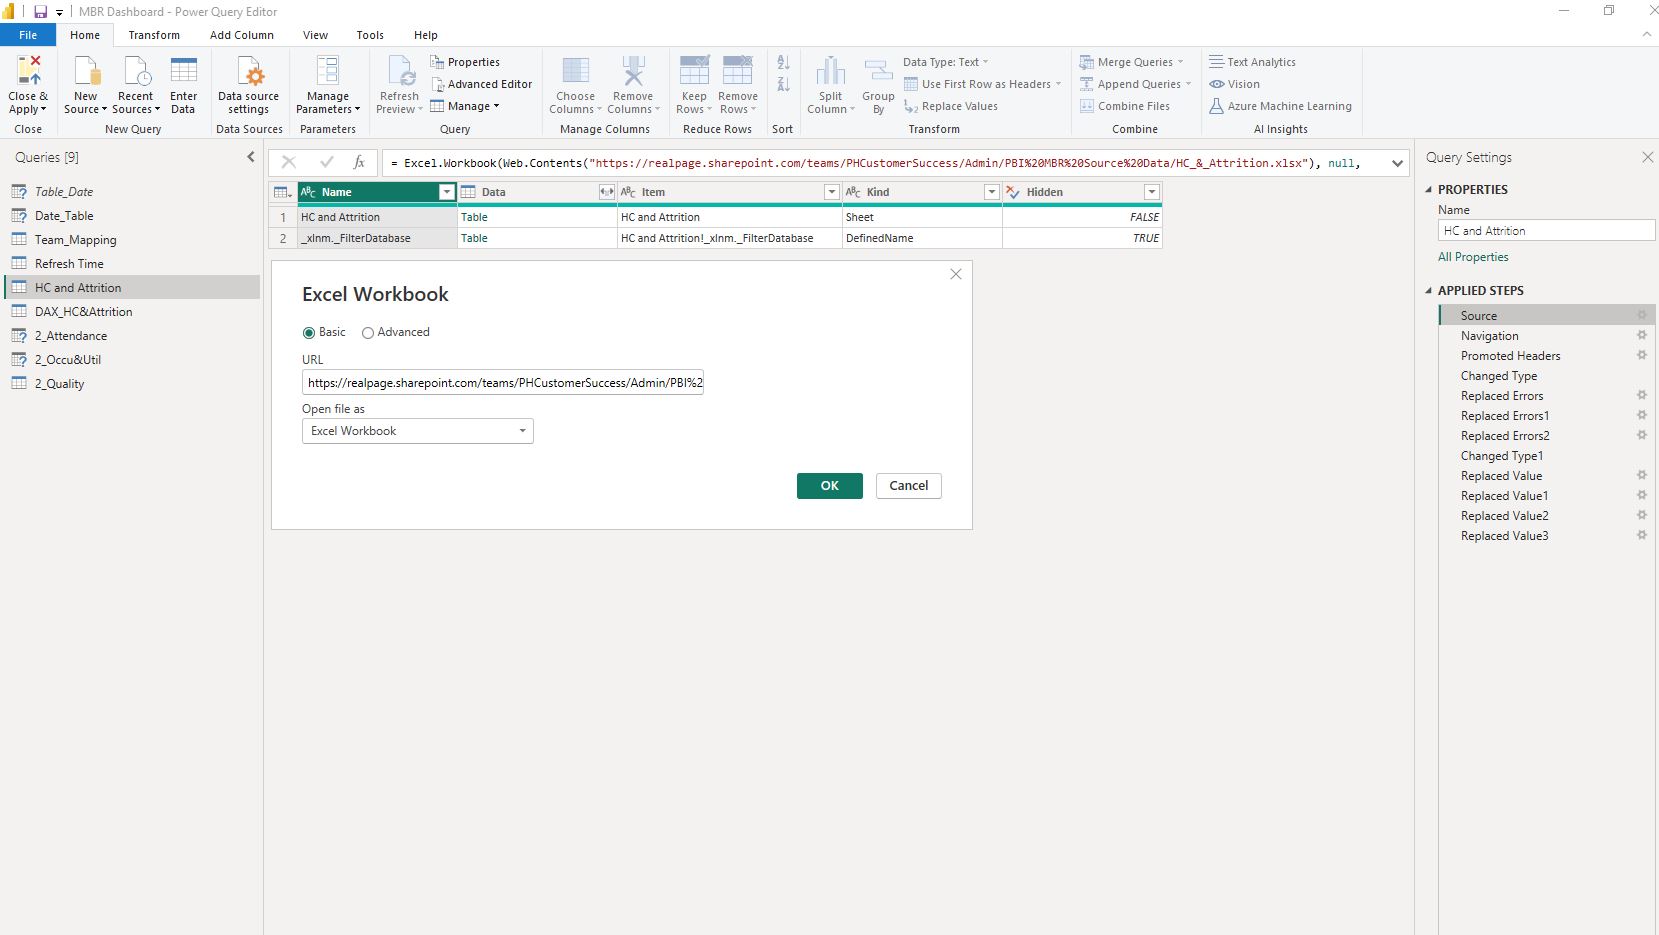 MBR Dashboard - Power Query Editor
File Home Transform Add Column View Tools Help
Close & Apply
Close
New Source
Recent Sources
Enter Data
New Query
Data source settings
Data Sources
Manage Parameters
Parameters
Refresh Preview
Properties
Advanced Editor
Manage
Query
Choose Columns
Remove Columns
Manage Columns
Keep Rows
Remove Rows
Reduce Rows
Sort
Split Column
Group By
Data Type: Text
Use First Row as Headers
Replace Values
Transform
Merge Queries
Append Queries
Combine Files
Combine
Text Analytics
Vision
Azure Machine Learning
AI Insights
Queries [9]
Table_Date
Date_Table
Team_Mapping
Refresh Time
HC and Attrition
DAX_HC&Attrition
2_Attendance
2_Occu&Util
2_Quality
fx
= Excel.Workbook(Web.Contents("https://realpage.sharepoint.com/teams/PHCustomerSuccess/Admin/PBI%20MBR%20Source%20Data/HC_&_Attrition.xlsx"), null,
Name Data Item Kind Hidden
1 HC and Attrition Table HC and Attrition Sheet FALSE
2 _xlnm._FilterDatabase Table HC and Attrition!_xlnm._FilterDatabase DefinedName TRUE
Excel Workbook
Basic Advanced
URL
https://realpage.sharepoint.com/teams/PHCustomerSuccess/Admin/PBI%2
Open file as
Excel Workbook
OK Cancel
Query Settings
PROPERTIES
Name
HC and Attrition
All Properties
APPLIED STEPS
Source
Navigation
Promoted Headers
Changed Type
Replaced Errors
Replaced Errors1
Replaced Errors2
Changed Type1
Replaced Value
Replaced Value1
Replaced Value2
Replaced Value3